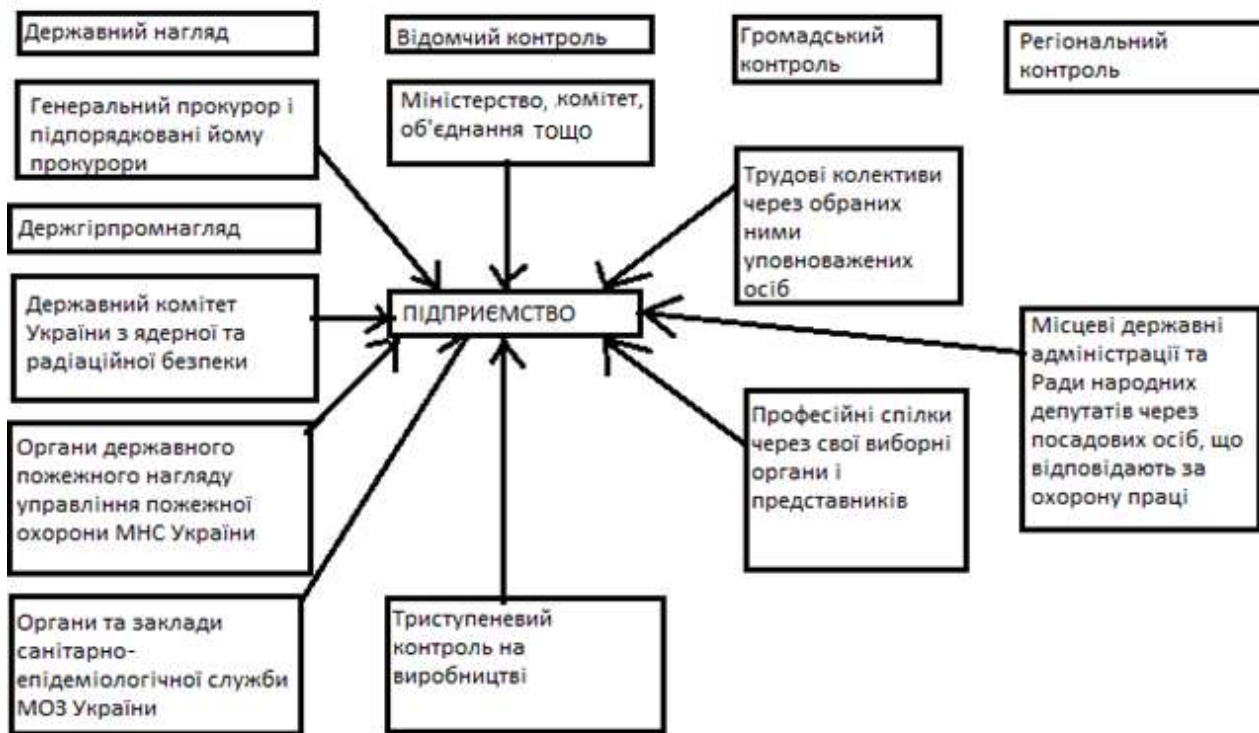 Державний нагляд
Відомчий контроль
Громадський
контроль
Регіональний
контроль
Генеральний прокурор і
підпорядковані йому
прокурори
Міністерство, комітет,
об'єднання тощо
Трудові колективи
через обраних
ними
уповноважених
осіб
Держгірпромнагляд
Державний комітет
України з ядерної та
радіаційної безпеки
ПІДПРИЄМСТВО
Місцеві державні
адміністрації та
Ради народних
депутатів через
посадових осіб, що
відповідають за
охорону праці
Професійні спілки
через свої виборні
органи і
представників
Органи державного
пожежного нагляду
управління пожежної
охорони МНС України
Органи та заклади
санітарно-
епідеміологічної служби
МОЗ України
Триступеневий
контроль на
виробництві